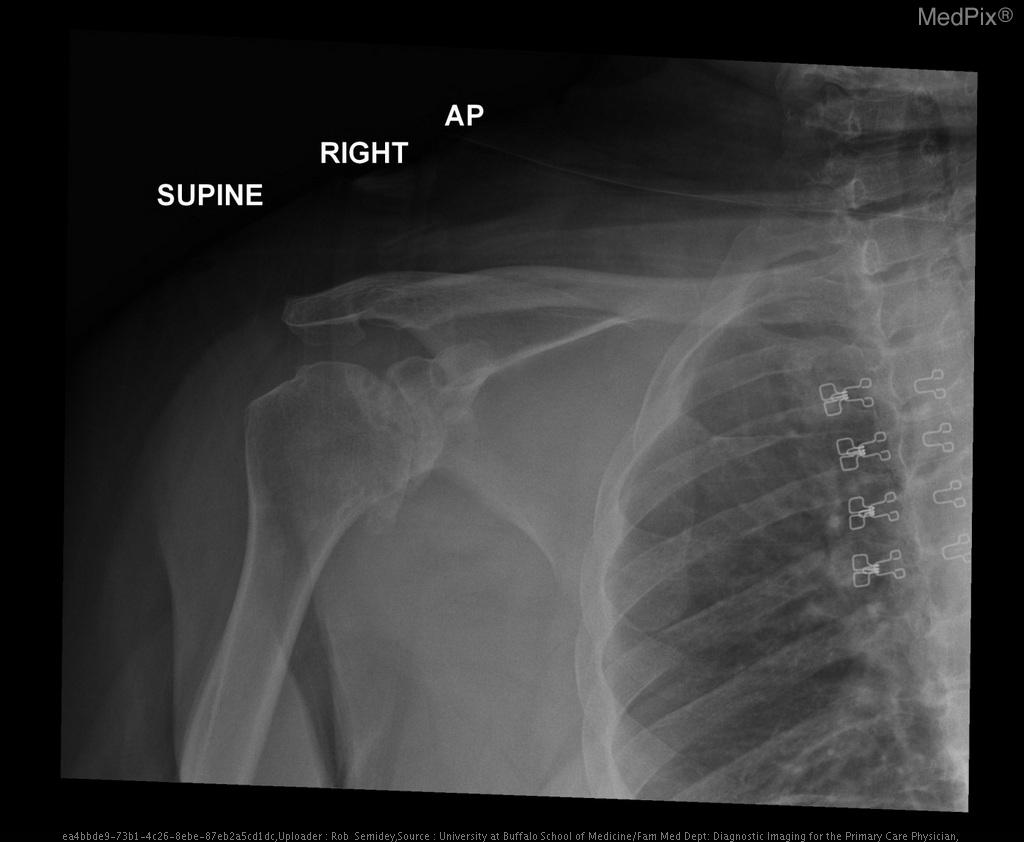 MedPix®
AP
RIGHT
SUPINE
ea4bbde9-73b1-4c26-8ebe-87eb2a5cd1dc,Uploader : Rob Semidey,Source : University at Buffalo School of Medicine/Fam Med Dept: Diagnostic Imaging for the Primary Care Physician,